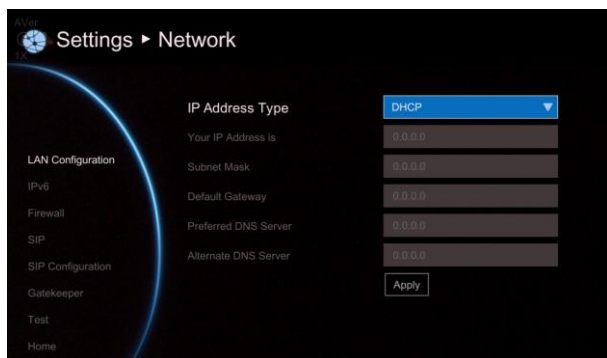 AVer
1X
Settings ▸ Network
IP Address Type DHCP
Your IP Address is 0.0.0.0
LAN Configuration
Subnet Mask 0.0.0.0
IPv6
Default Gateway 0.0.0.0
Firewall
Preferred DNS Server 0.0.0.0
SIP
Alternate DNS Server 0.0.0.0
SIP Configuration
Apply
Gatekeeper
Test
Home